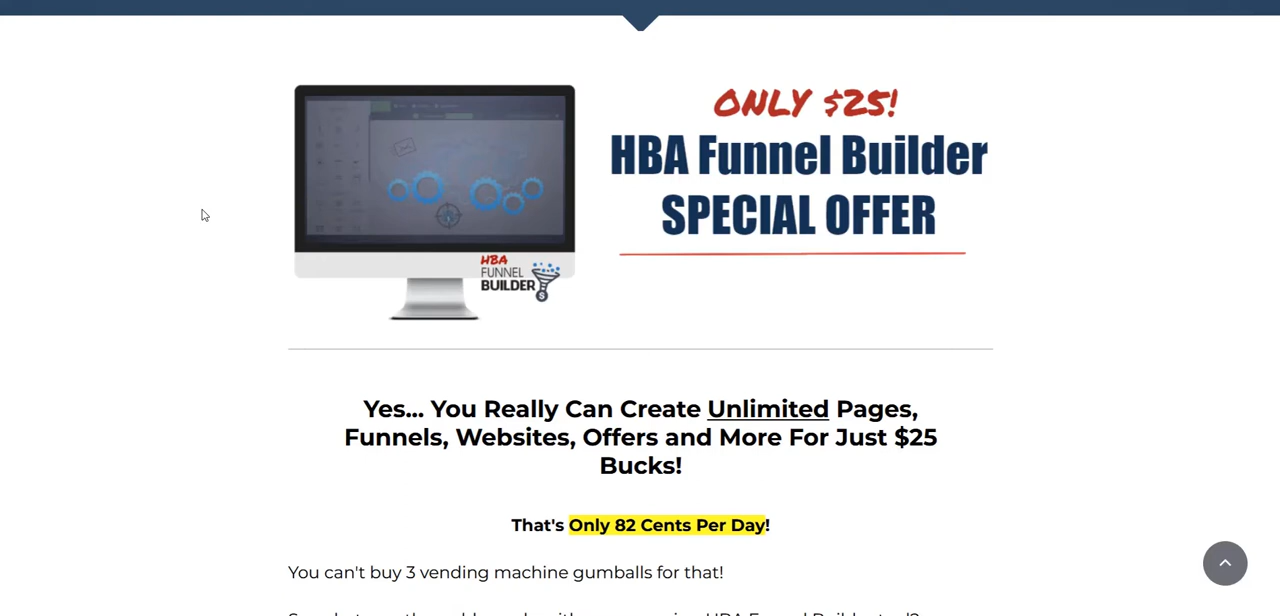 ONLY $25!
HBA Funnel Builder
SPECIAL OFFER
HBA
FUNNEL
BUILDER
Yes... You Really Can Create Unlimited Pages,
Funnels, Websites, Offers and More For Just $25
Bucks!
That's Only 82 Cents Per Day!
You can't buy 3 vending machine gumballs for that!